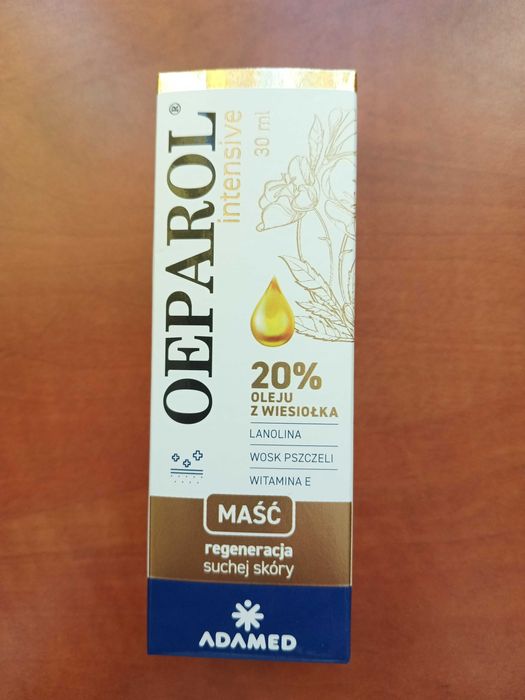 OEPAROL®
intensive
30 ml
20%
OLEJU
Z WIESIOŁKA
LANOLINA
WOSK PSZCZELI
WITAMINA E
MAŚĆ
regeneracja
suchej skóry
ADAMED